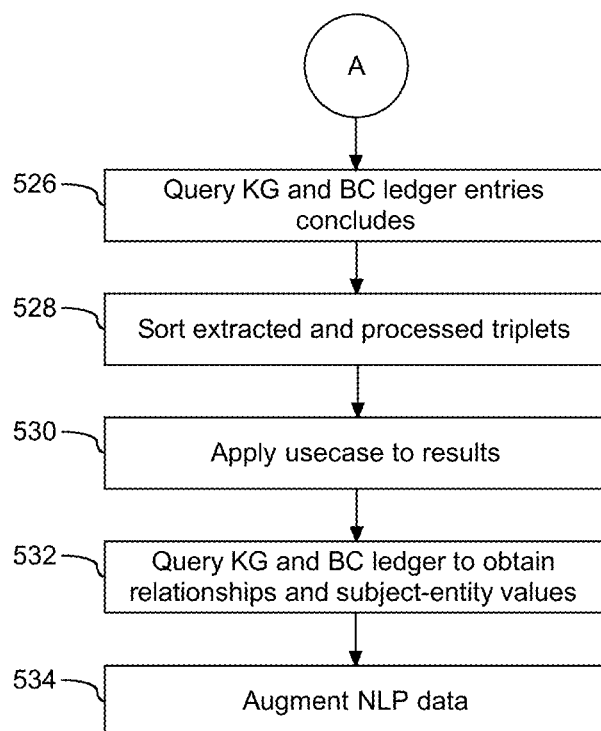 A
526
Query KG and BC ledger entries
concludes
528
Sort extracted and processed triplets
530
Apply usecase to results
532
Query KG and BC ledger to obtain
relationships and subject-entity values
534
Augment NLP data